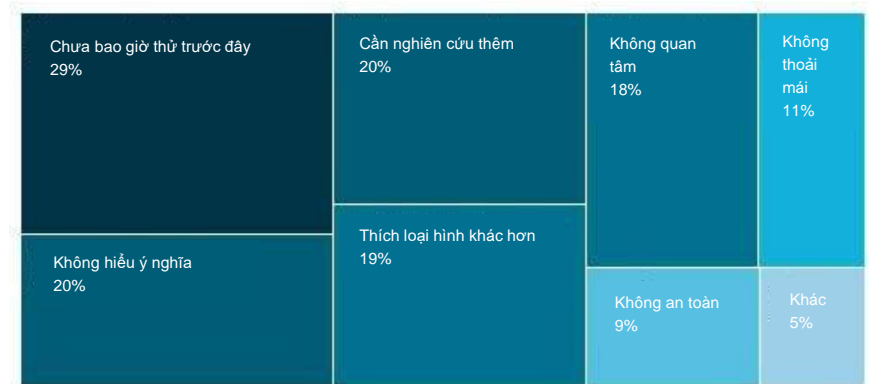 Chưa bao giờ thử trước đây
29%
Cần nghiên cứu thêm
20%
Không quan
tâm
18%
Không
thoải
mái
11%
Không hiểu ý nghĩa
20%
Thích loại hình khác hơn
19%
Không an toàn
9%
Khác
5%